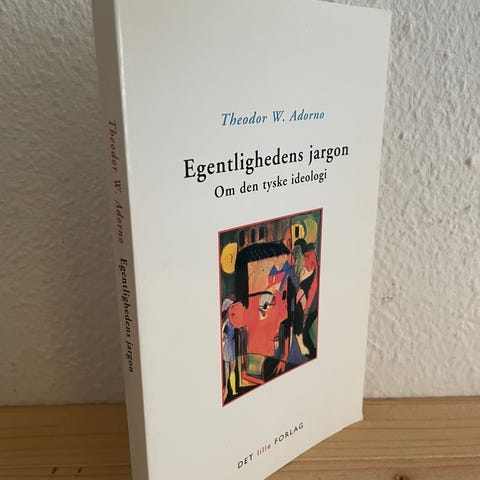 Theodor W. Adorno
Egentlighedens jargon
Om den tyske ideologi
DET lille FORLAG
Theodor W. Adorno Egentlighedens jargon